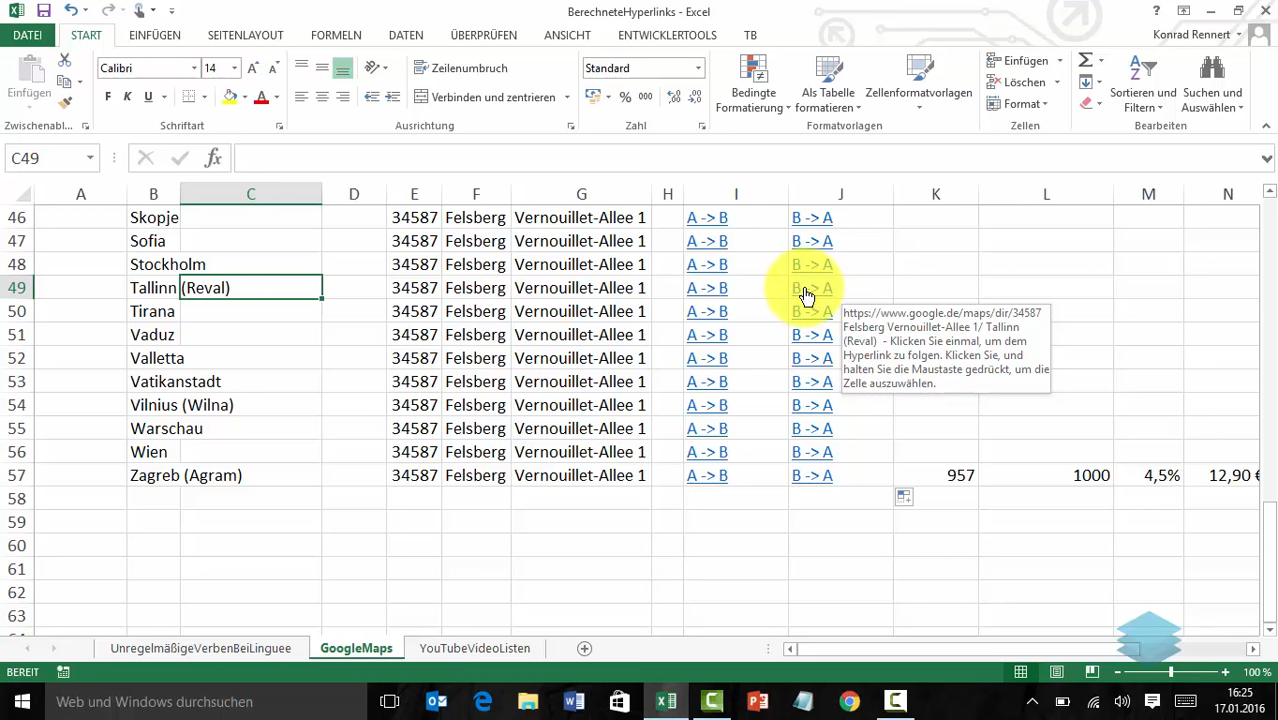 BerechneteHyperlinks - Excel
DATEI START EINFÜGEN SEITENLAYOUT FORMELN DATEN ÜBERPRÜFEN ANSICHT ENTWICKLERTOOLS TB Konrad Rennert
Einfügen
Calibri 14
F K U
Zeilenumbruch
Verbinden und zentrieren
Standard
% 000
Bedingte Formatierung
Als Tabelle formatieren
Zellenformatvorlagen
Einfügen
Löschen
Format
Sortieren und Filtern
Suchen und Auswählen
Zwischenabl... Schriftart Ausrichtung Zahl Formatvorlagen Zellen Bearbeiten
C49 fx
A B C D E F G H I J K L M N
46 Skopje 34587 Felsberg Vernouillet-Allee 1 A -> B B -> A
47 Sofia 34587 Felsberg Vernouillet-Allee 1 A -> B B -> A
48 Stockholm 34587 Felsberg Vernouillet-Allee 1 A -> B B -> A
49 Tallinn (Reval) 34587 Felsberg Vernouillet-Allee 1 A -> B B -> A
50 Tirana 34587 Felsberg Vernouillet-Allee 1 A -> B B -> A
51 Vaduz 34587 Felsberg Vernouillet-Allee 1 A -> B B -> A
52 Valletta 34587 Felsberg Vernouillet-Allee 1 A -> B B -> A
53 Vatikanstadt 34587 Felsberg Vernouillet-Allee 1 A -> B B -> A
54 Vilnius (Wilna) 34587 Felsberg Vernouillet-Allee 1 A -> B B -> A
55 Warschau 34587 Felsberg Vernouillet-Allee 1 A -> B B -> A
56 Wien 34587 Felsberg Vernouillet-Allee 1 A -> B B -> A
57 Zagreb (Agram) 34587 Felsberg Vernouillet-Allee 1 A -> B B -> A 957 1000 4,5% 12,90 €
58
59
60
61
62
63
https://www.google.de/maps/dir/34587
Felsberg Vernouillet-Allee 1/ Tallinn
(Reval) - Klicken Sie einmal, um dem
Hyperlink zu folgen. Klicken Sie, und
halten Sie die Maustaste gedrückt, um die
Zelle auszuwählen.
UnregelmäßigeVerbenBeiLinguee GoogleMaps YouTubeVideoListen
BEREIT 100 %
Web und Windows durchsuchen
16:25
17.01.2016